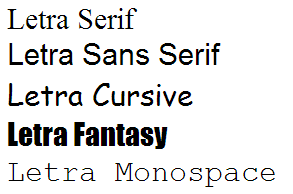 Letra Serif
Letra Sans Serif
Letra Cursive
Letra Fantasy
Letra Monospace